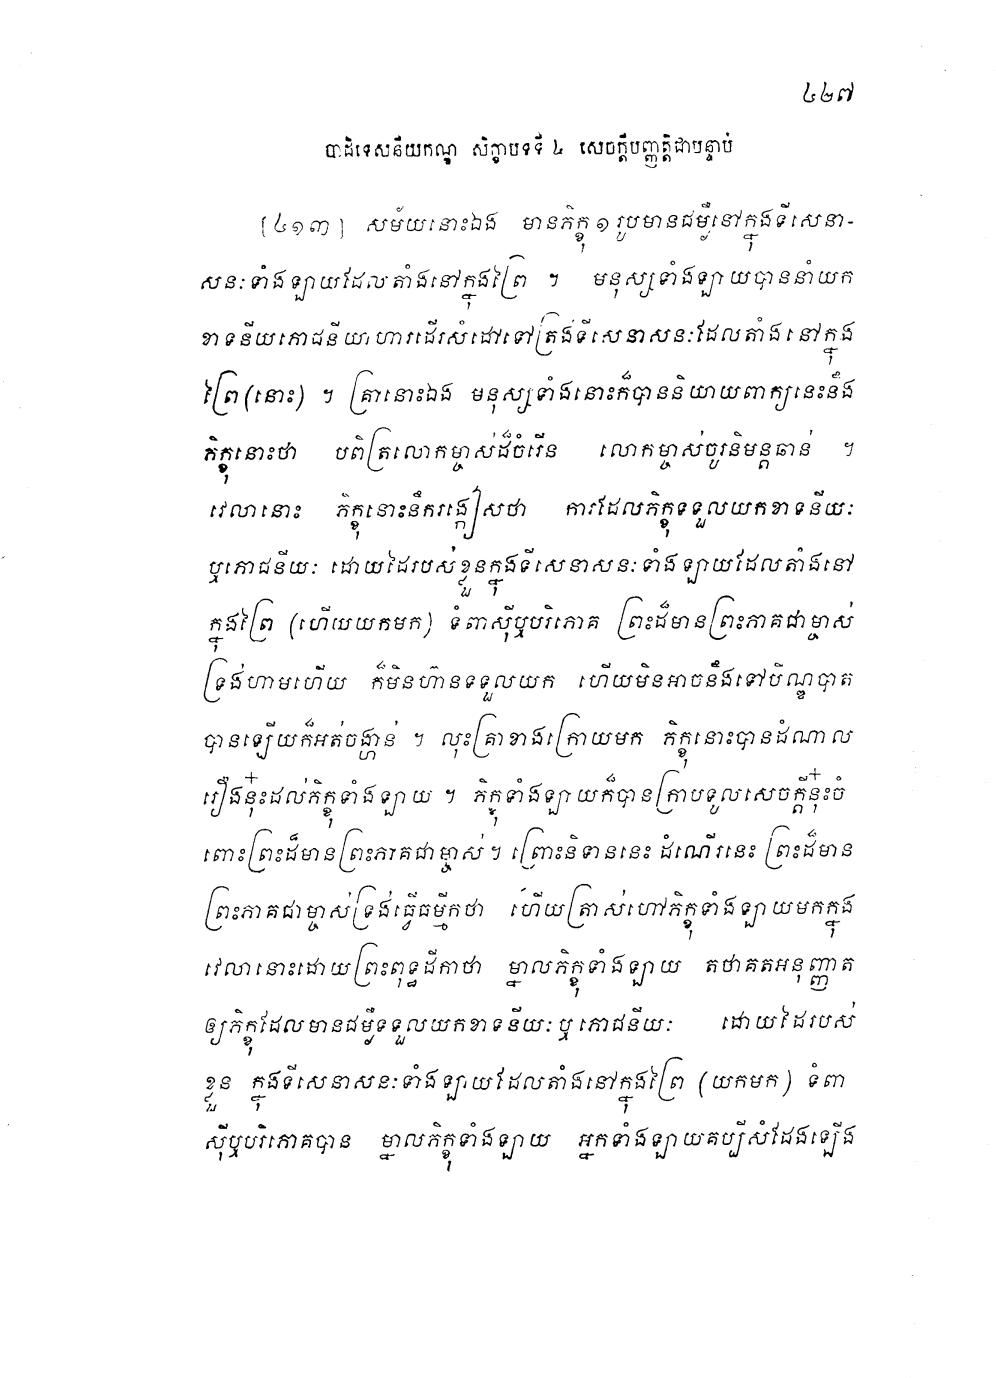 ៤២៧
បាដិទេសនីយកណ្ឌ សិក្ខាបទទី ៤ សេចក្តីបញ្ញត្តិជាបន្ទាប់
[៤១៣] សម័យនោះឯង មានភិក្ខុ ១ រូបមានជម្ងឺនៅក្នុងទីសេនា-
សនៈទាំងឡាយដែលតាំងនៅក្នុងព្រៃ ។ មនុស្សទាំងឡាយបាននាំយក
ខាទនីយភោជនីយាហារដើរសំដៅទៅត្រង់ទីសេនាសនៈដែលតាំងនៅក្នុង
ព្រៃ(នោះ) ។ គ្រានោះឯង មនុស្សទាំងនោះក៏បាននិយាយពាក្យនេះនឹង
ភិក្ខុនោះថា បពិត្រលោកម្ចាស់ដ៏ចំរើន លោកម្ចាស់ចូរនិមន្តឆាន់ ។
វេលានោះ ភិក្ខុនោះនឹករង្កៀសថា ការដែលភិក្ខុទទួលយកខាទនីយៈ
ឬភោជនីយៈ ដោយដៃរបស់ខ្លួនក្នុងទីសេនាសនៈទាំងឡាយដែលតាំងនៅ
ក្នុងព្រៃ (ហើយយកមក) ទំពាស៊ីឬបរិភោគ ព្រះដ៏មានព្រះភាគជាម្ចាស់
ទ្រង់ហាមហើយ ក៏មិនហ៊ានទទួលយក ហើយមិនអាចនឹងទៅបិណ្ឌបាត
បានឡើយក៏អត់ចង្ហាន់ ។ លុះគ្រាខាងក្រោយមក ភិក្ខុនោះបានដំណាល
រឿងនុ៎ះដល់ភិក្ខុទាំងឡាយ ។ ភិក្ខុទាំងឡាយក៏បានក្រាបទូលសេចក្តីនុ៎ះចំ
ពោះព្រះដ៏មានព្រះភាគជាម្ចាស់ ។ ព្រោះនិទាននេះ ដំណើរនេះ ព្រះដ៏មាន
ព្រះភាគជាម្ចាស់ទ្រង់ធ្វើធម្មីកថា ហើយត្រាស់ហៅភិក្ខុទាំងឡាយមកក្នុង
វេលានោះដោយព្រះពុទ្ធដីកាថា ម្នាលភិក្ខុទាំងឡាយ តថាគតអនុញ្ញាត
ឲ្យភិក្ខុដែលមានជម្ងឺទទួលយកខាទនីយៈឬភោជនីយៈ ដោយដៃរបស់
ខ្លួន ក្នុងទីសេនាសនៈទាំងឡាយដែលតាំងនៅក្នុងព្រៃ (យកមក) ទំពា
ស៊ីឬបរិភោគបាន ម្នាលភិក្ខុទាំងឡាយ អ្នកទាំងឡាយគប្បីសំដែងឡើង